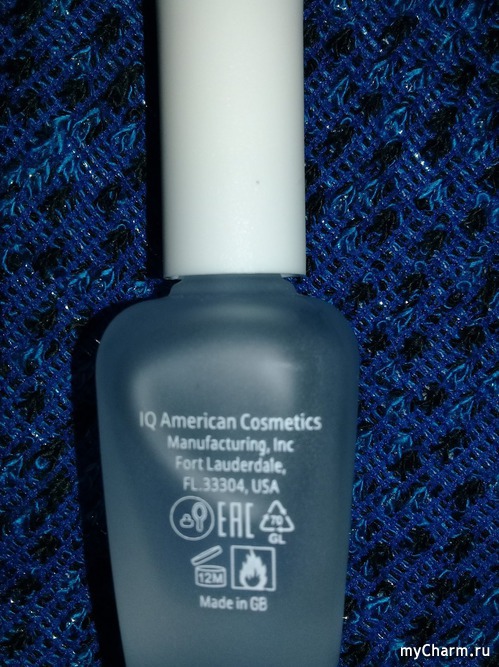 IQ American Cosmetics
Manufacturing, Inc
Fort Lauderdale,
FL.33304, USA
EAC
70
GL
12M
Made in GB
myCharm.ru